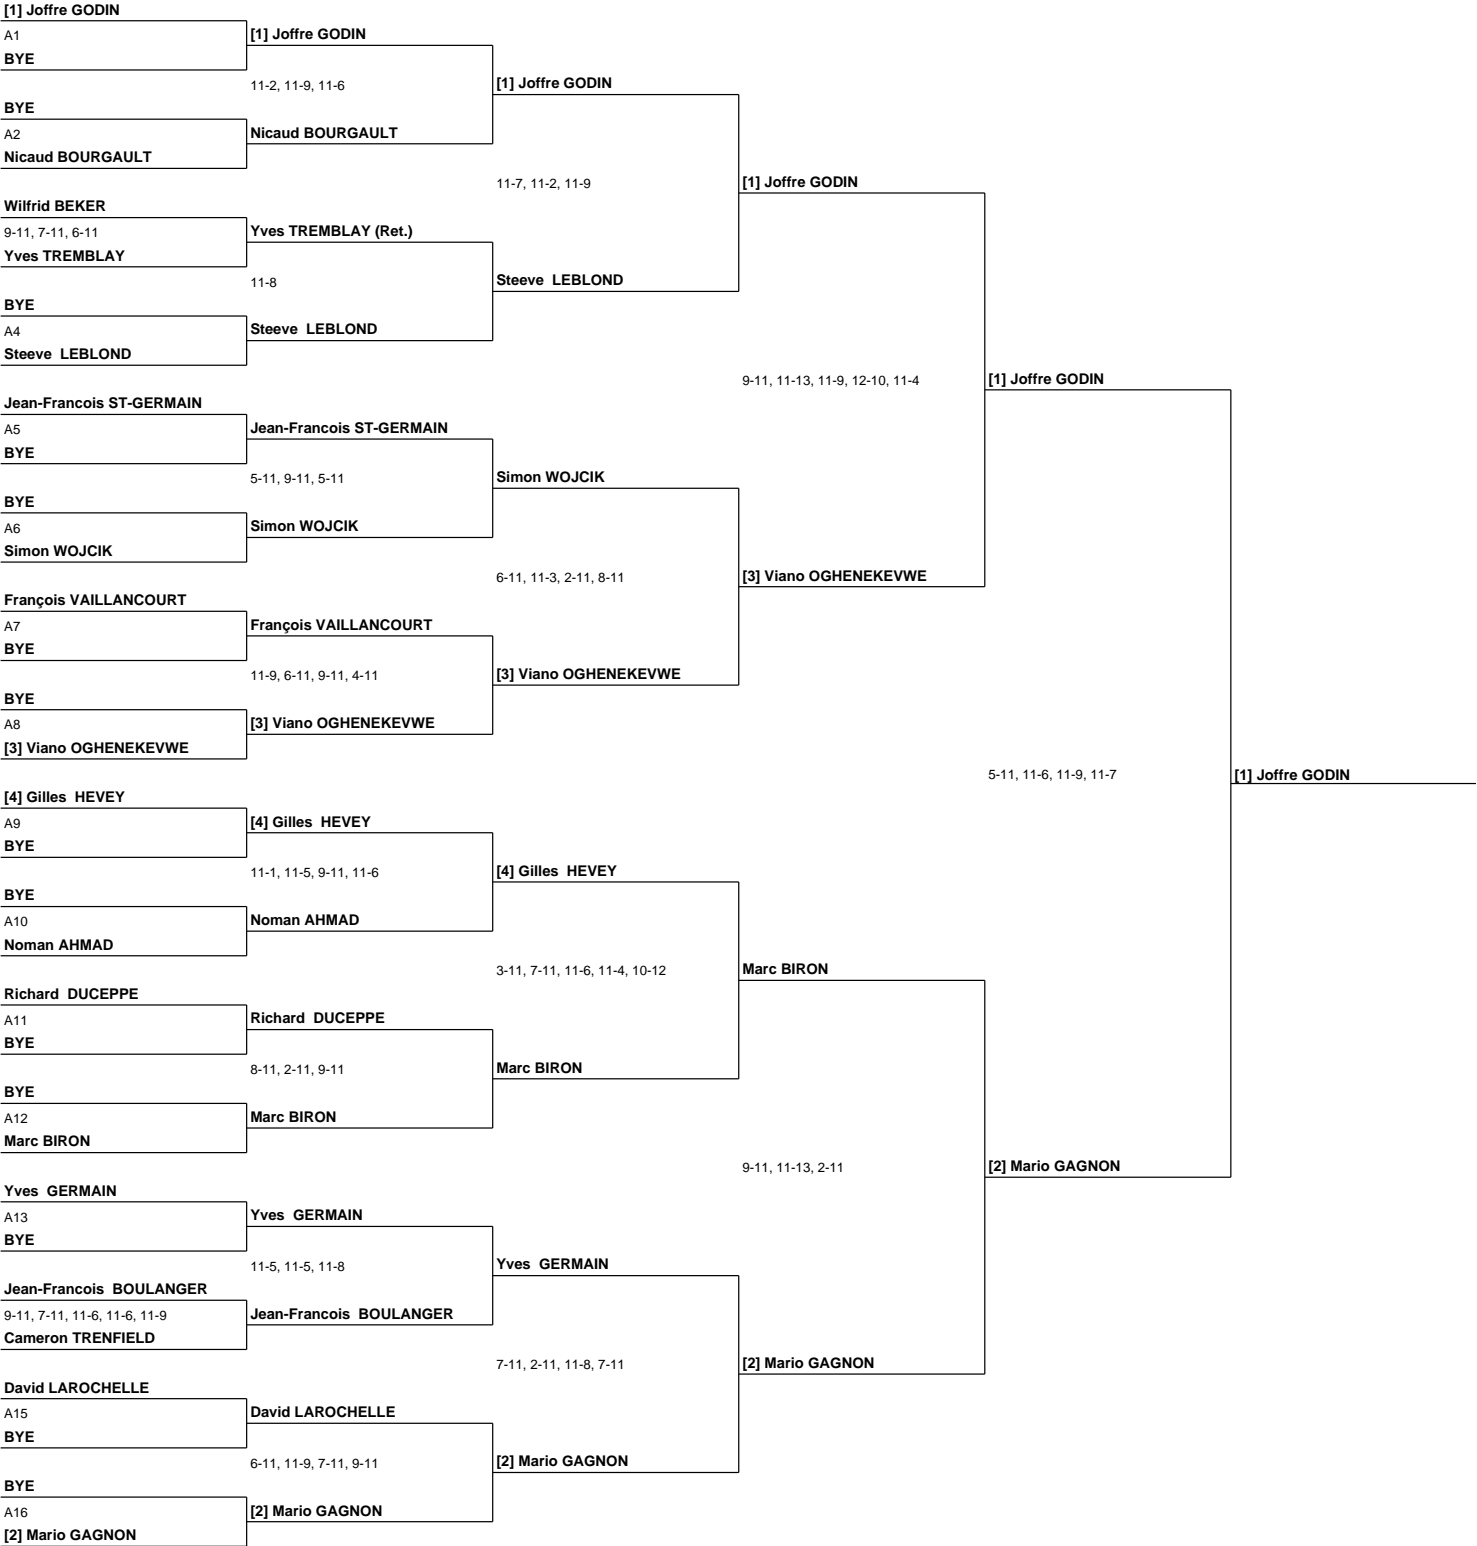 [1] Joffre GODIN
A1
BYE
[1] Joffre GODIN
11-2, 11-9, 11-6
[1] Joffre GODIN
BYE
A2
Nicaud BOURGAULT
Nicaud BOURGAULT
11-7, 11-2, 11-9
[1] Joffre GODIN
Wilfrid BEKER
9-11, 7-11, 6-11
Yves TREMBLAY
Yves TREMBLAY (Ret.)
11-8
Steeve LEBLOND
BYE
A4
Steeve LEBLOND
Steeve LEBLOND
9-11, 11-13, 11-9, 12-10, 11-4
[1] Joffre GODIN
Jean-Francois ST-GERMAIN
A5
BYE
Jean-Francois ST-GERMAIN
5-11, 9-11, 5-11
Simon WOJCIK
BYE
A6
Simon WOJCIK
Simon WOJCIK
6-11, 11-3, 2-11, 8-11
[3] Viano OGHENEKEVWE
François VAILLANCOURT
A7
BYE
François VAILLANCOURT
11-9, 6-11, 9-11, 4-11
[3] Viano OGHENEKEVWE
BYE
A8
[3] Viano OGHENEKEVWE
[3] Viano OGHENEKEVWE
5-11, 11-6, 11-9, 11-7
[1] Joffre GODIN
[4] Gilles HEVEY
A9
BYE
[4] Gilles HEVEY
11-1, 11-5, 9-11, 11-6
[4] Gilles HEVEY
BYE
A10
Noman AHMAD
Noman AHMAD
3-11, 7-11, 11-6, 11-4, 10-12
Marc BIRON
Richard DUCEPPE
A11
BYE
Richard DUCEPPE
8-11, 2-11, 9-11
Marc BIRON
BYE
A12
Marc BIRON
Marc BIRON
9-11, 11-13, 2-11
[2] Mario GAGNON
Yves GERMAIN
A13
BYE
Yves GERMAIN
11-5, 11-5, 11-8
Yves GERMAIN
Jean-Francois BOULANGER
9-11, 7-11, 11-6, 11-6, 11-9
Cameron TRENFIELD
Jean-Francois BOULANGER
7-11, 2-11, 11-8, 7-11
[2] Mario GAGNON
David LAROCHELLE
A15
BYE
David LAROCHELLE
6-11, 11-9, 7-11, 9-11
[2] Mario GAGNON
BYE
A16
[2] Mario GAGNON
[2] Mario GAGNON